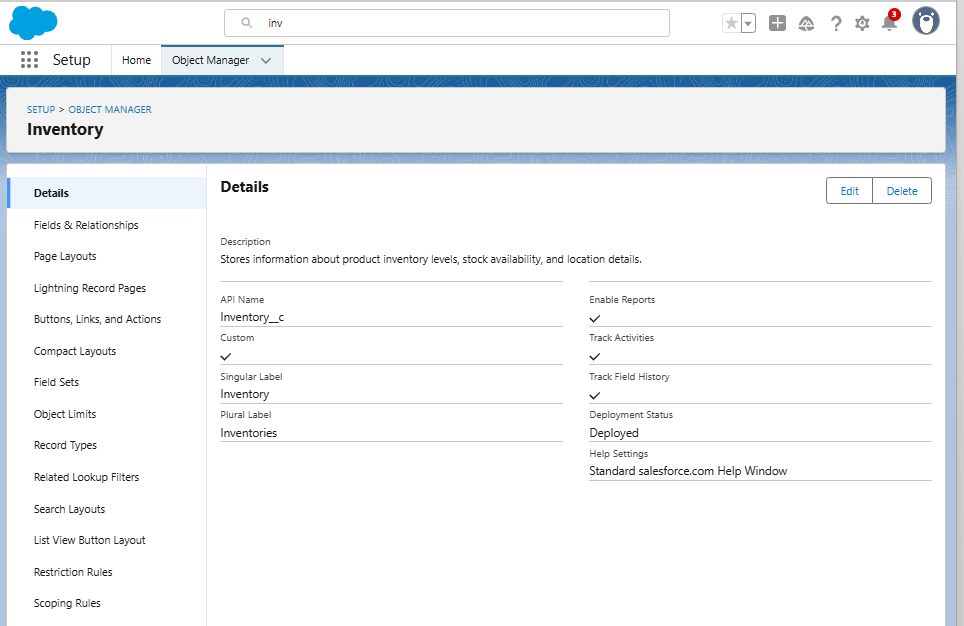 inv
3
Setup
Home
Object Manager
SETUP > OBJECT MANAGER
Inventory
Details
Fields & Relationships
Page Layouts
Lightning Record Pages
Buttons, Links, and Actions
Compact Layouts
Field Sets
Object Limits
Record Types
Related Lookup Filters
Search Layouts
List View Button Layout
Restriction Rules
Scoping Rules
Details
Edit
Delete
Description
Stores information about product inventory levels, stock availability, and location details.
API Name
Inventory__c
Custom
Singular Label
Inventory
Plural Label
Inventories
Enable Reports
Track Activities
Track Field History
Deployment Status
Deployed
Help Settings
Standard salesforce.com Help Window